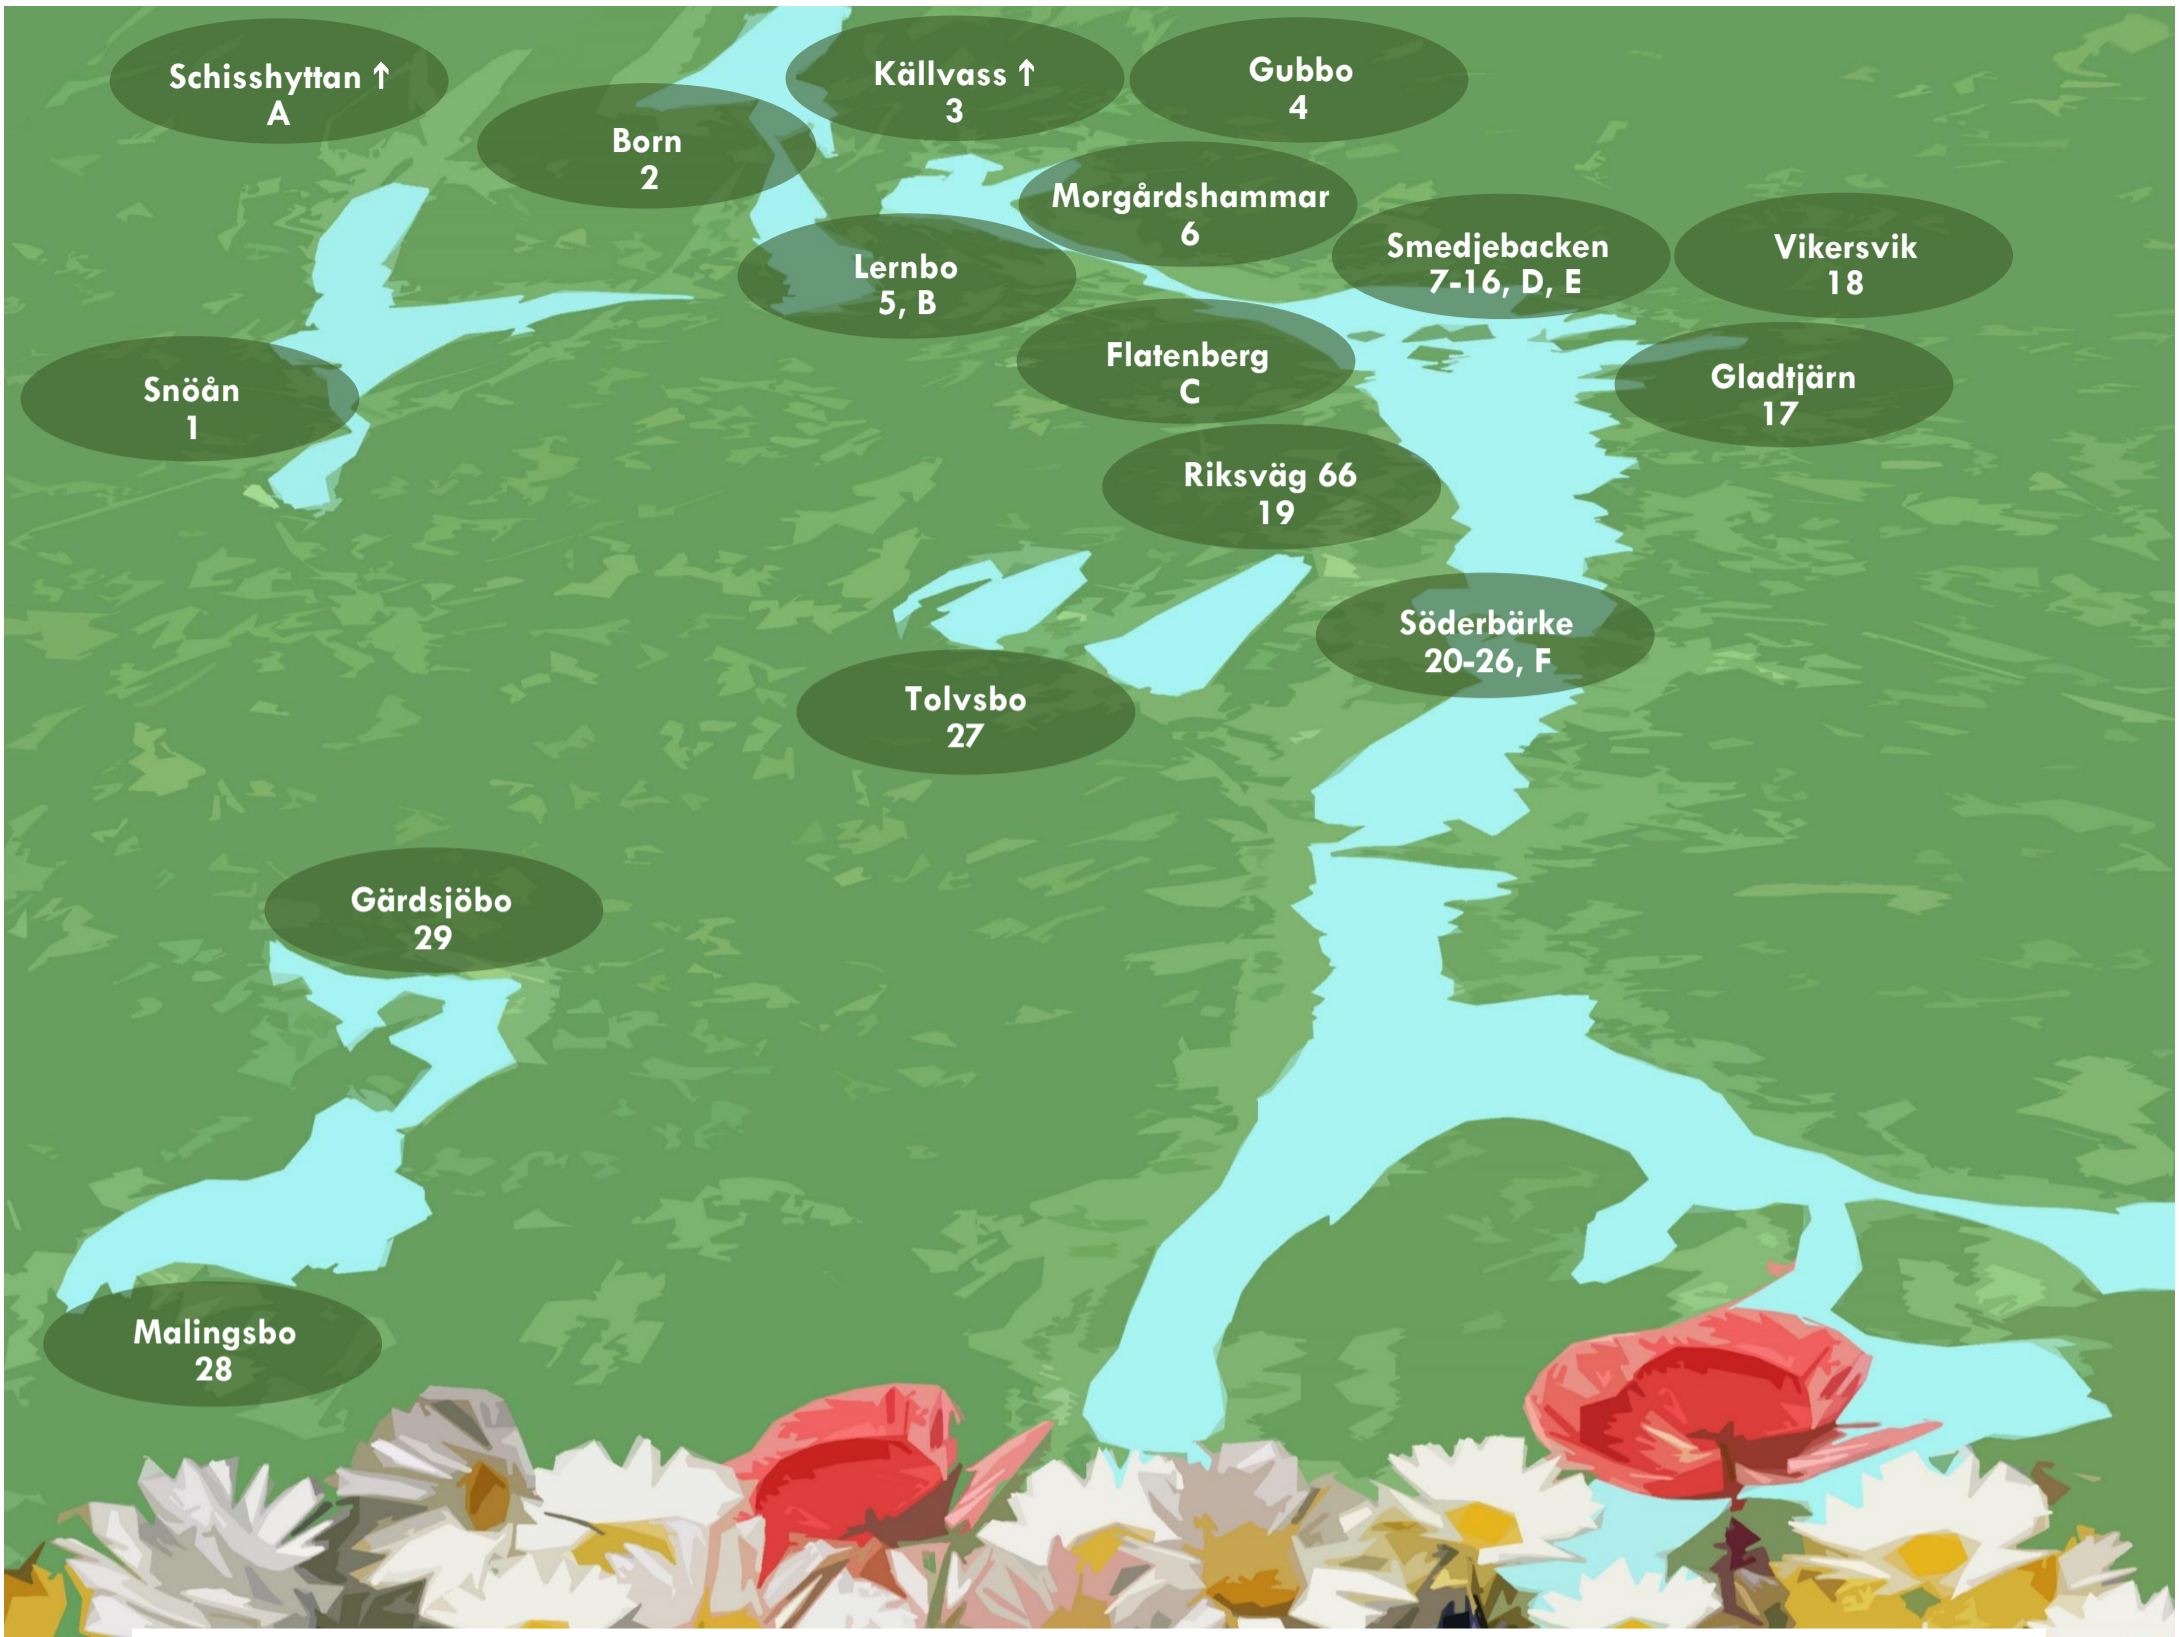 Schisshyttan ↑
A
Källvass ↑
3
Gubbo
4
Born
2
Morgårdshammar
6
Smedjebacken
7-16, D, E
Vikersvik
18
Lernbo
5, B
Flatenberg
C
Gladtjärn
17
Snöån
1
Riksväg 66
19
Söderbärke
20-26, F
Tolvsbo
27
Gärdsjöbo
29
Malingsbo
28